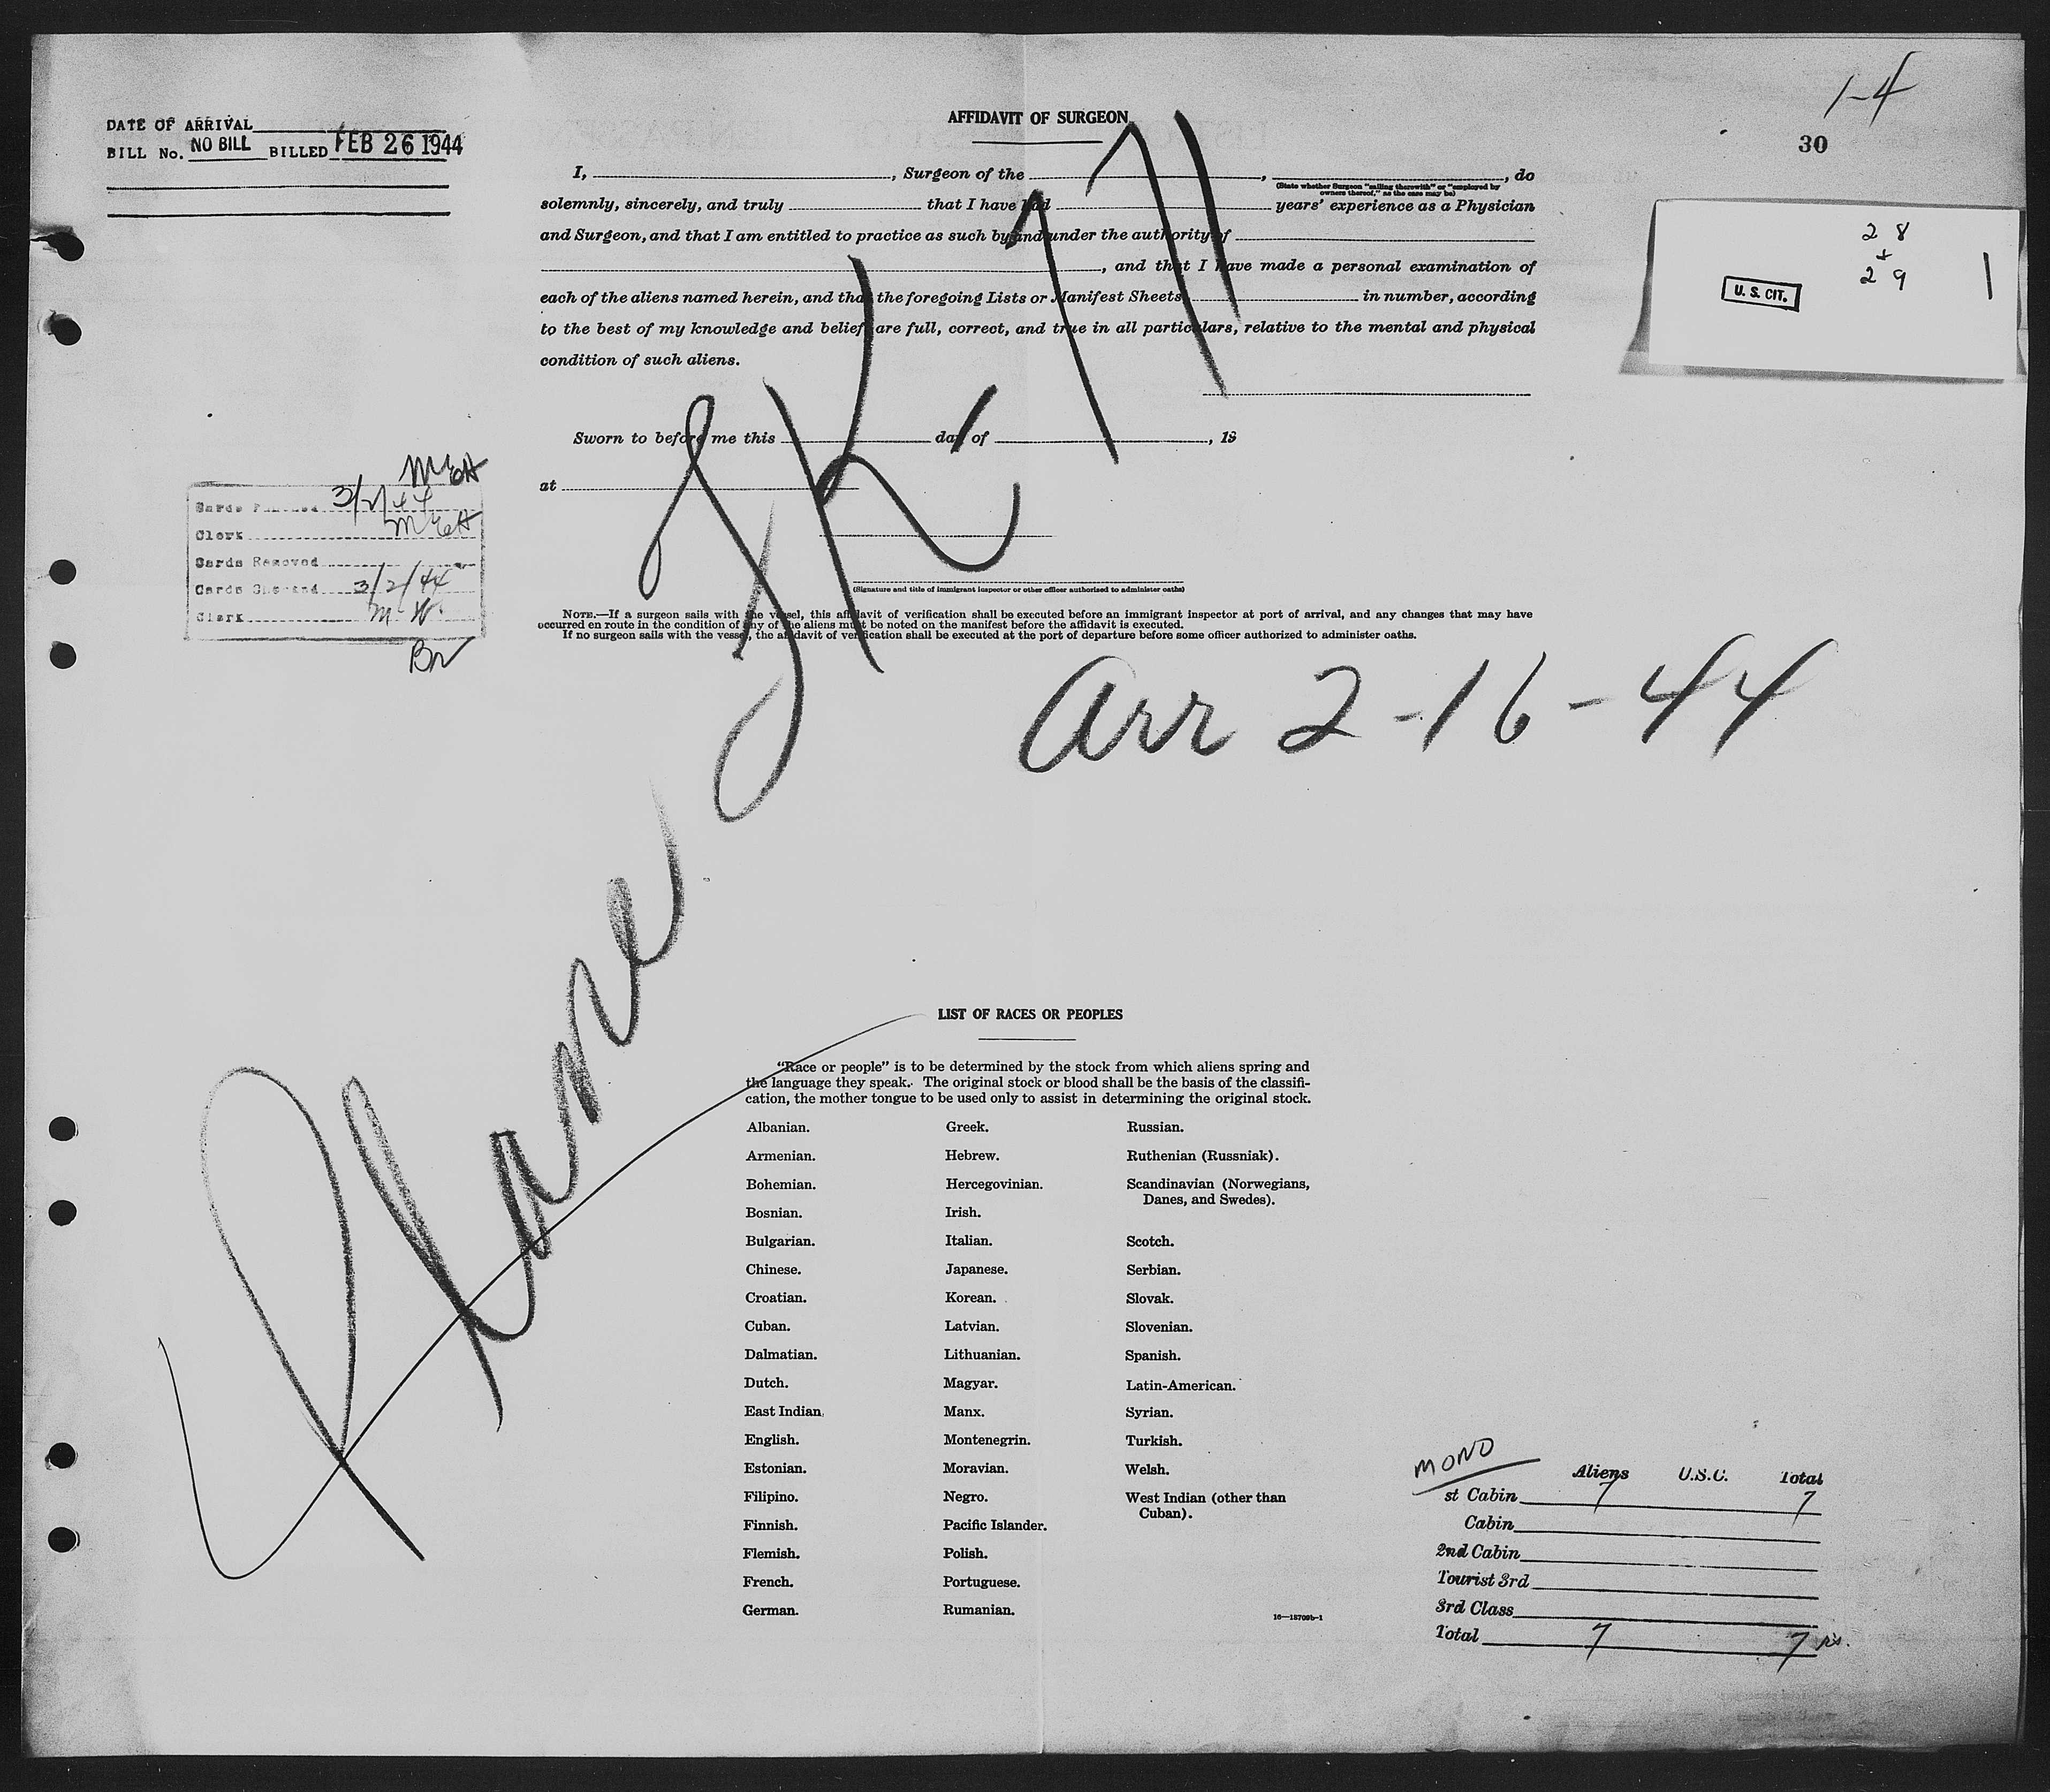 1-4
DATE OF ARRIVAL
BILL No. NO BILL BILLED FEB 26 1944
30
AFFIDAVIT OF SURGEON
I, , Surgeon of the , , do
(State whether Surgeon "sailing therewith" or "employed by
owners thereof," as the case may be)
solemnly, sincerely, and truly that I have had years' experience as a Physician
and Surgeon, and that I am entitled to practice as such by and under the authority of
, and that I have made a personal examination of
each of the aliens named herein, and that the foregoing Lists or Manifest Sheets, in number, according
to the best of my knowledge and belief, are full, correct, and true in all particulars, relative to the mental and physical
condition of such aliens.
Sworn to before me this day of , 19
at
(Signature and title of immigrant inspector or other officer authorized to administer oaths)
NOTE.—If a surgeon sails with the vessel, this affidavit of verification shall be executed before an immigrant inspector at port of arrival, and any changes that may have
occurred en route in the condition of any of the aliens must be noted on the manifest before the affidavit is executed.
If no surgeon sails with the vessel, the affidavit of verification shall be executed at the port of departure before some officer authorized to administer oaths.
28
+
29
1
U. S. CIT.
Cards 3/2/44
Clerk
Cards Removed
Cards 3/2/44
Clerk M.W.
Plane
Arr 2-16-44
LIST OF RACES OR PEOPLES
"Race or people" is to be determined by the stock from which aliens spring and
the language they speak. The original stock or blood shall be the basis of the classifi-
cation, the mother tongue to be used only to assist in determining the original stock.
Albanian.
Armenian.
Bohemian.
Bosnian.
Bulgarian.
Chinese.
Croatian.
Cuban.
Dalmatian.
Dutch.
East Indian.
English.
Estonian.
Filipino.
Finnish.
Flemish.
French.
German.
Greek.
Hebrew.
Hercegovinian.
Irish.
Italian.
Japanese.
Korean.
Latvian.
Lithuanian.
Magyar.
Manx.
Montenegrin.
Moravian.
Negro.
Pacific Islander.
Polish.
Portuguese.
Rumanian.
Russian.
Ruthenian (Russniak).
Scandinavian (Norwegians,
Danes, and Swedes).
Scotch.
Serbian.
Slovak.
Slovenian.
Spanish.
Latin-American.
Syrian.
Turkish.
Welsh.
West Indian (other than
Cuban).
16—18709b-1
MONO
Aliens U.S.C. Total
st Cabin 7 7
Cabin
2nd Cabin
Tourist 3rd
3rd Class
Total 7 7